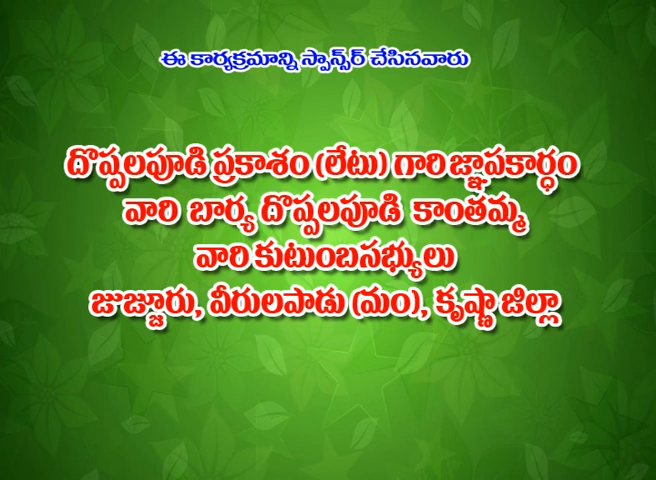 ఈ కార్యక్రమాన్ని స్పాన్సర్ చేసినవారు
దొప్పలపూడి ప్రకాశం (లేటు) గారి జ్ఞాపకార్థం
వారి బార్య దొప్పలపూడి కాంతమ్మ
వారి కుటుంబసభ్యులు
జుజ్జూరు, వీరులపాడు (మం), కృష్ణా జిల్లా